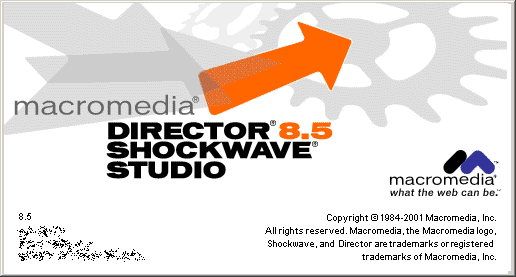 macromedia®
DIRECTOR® 8.5
SHOCKWAVE®
STUDIO
macromedia®
what the web can be.™
8.5
Copyright © 1984-2001 Macromedia, Inc.
All rights reserved. Macromedia, the Macromedia logo,
Shockwave, and Director are trademarks or registered
trademarks of Macromedia, Inc.